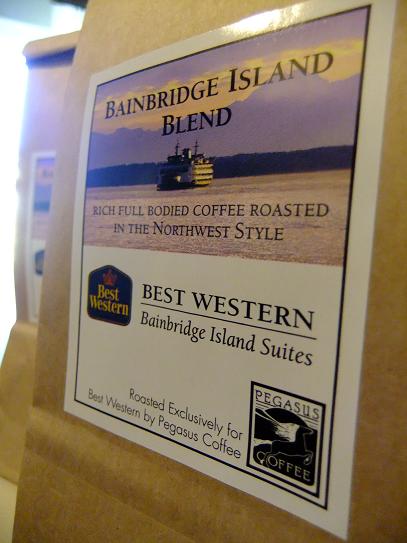 BAINBRIDGE ISLAND
BLEND
RICH FULL BODIED COFFEE ROASTED
IN THE NORTHWEST STYLE
Best
Western
BEST WESTERN
Bainbridge Island Suites
Roasted Exclusively for
Best Western by Pegasus Coffee
PEGASUS
COFFEE